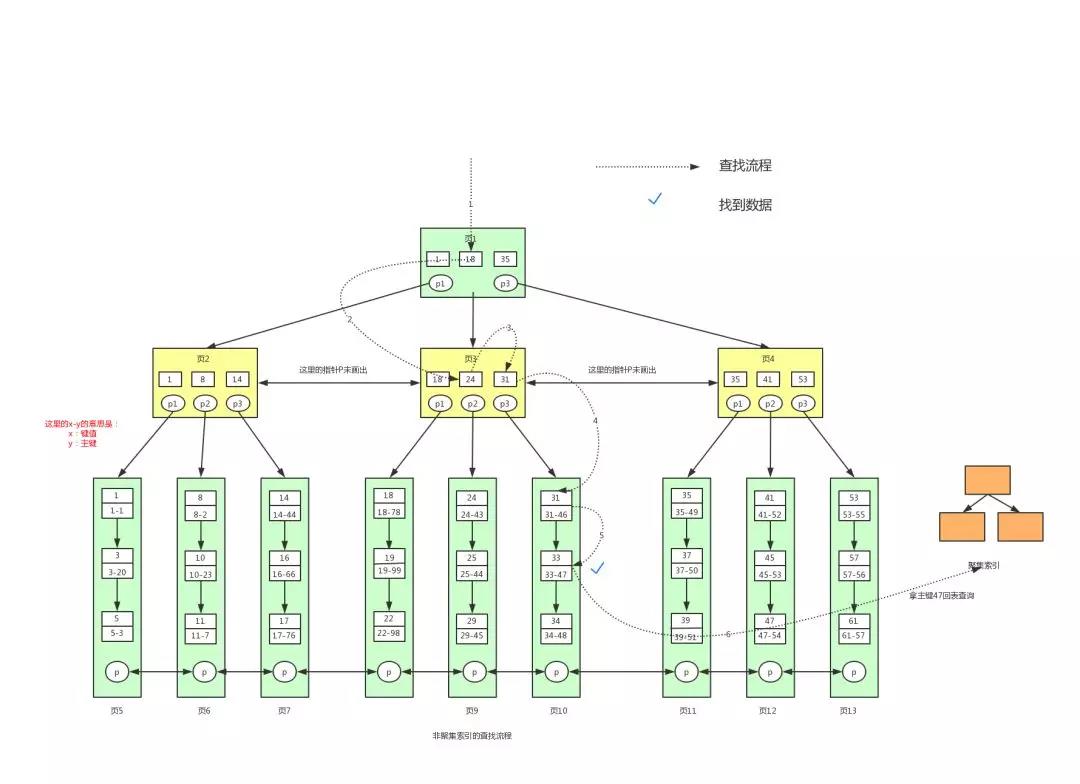 查找流程
找到数据
1
页1
1 18 35
p1 p3
2
3
页2
1 8 14
p1 p2 p3
这里的指针P未画出
页3
18 24 31
p1 p2 p3
这里的指针P未画出
页4
35 41 53
p1 p2 p3
这里的x-y的意思是：
x：键值
y：主键
4
1
1-1
3
3-20
5
5-3
p
页5
8
8-2
10
10-23
11
11-7
p
页6
14
14-44
16
16-66
17
17-76
p
页7
18
18-78
19
19-99
22
22-98
p
24
24-43
25
25-44
29
29-45
p
页9
31
31-46
33
33-47
34
34-48
p
页10
5
6
35
35-49
37
37-50
39
39-51
p
页11
41
41-52
45
45-53
47
47-54
p
页12
53
53-55
57
57-56
61
61-57
p
页13
聚集索引
拿主键47回表查询
非聚集索引的查找流程